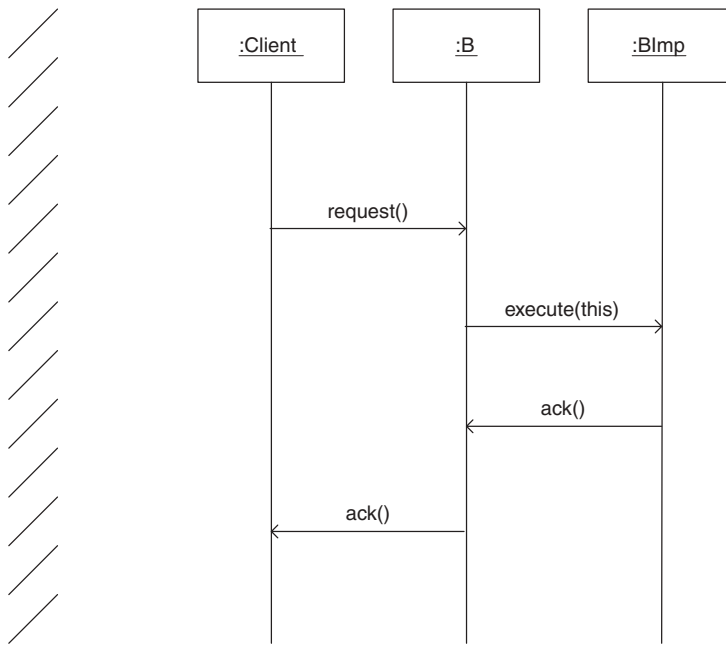 :Client
:B
:BImp
request()
execute(this)
ack()
ack()